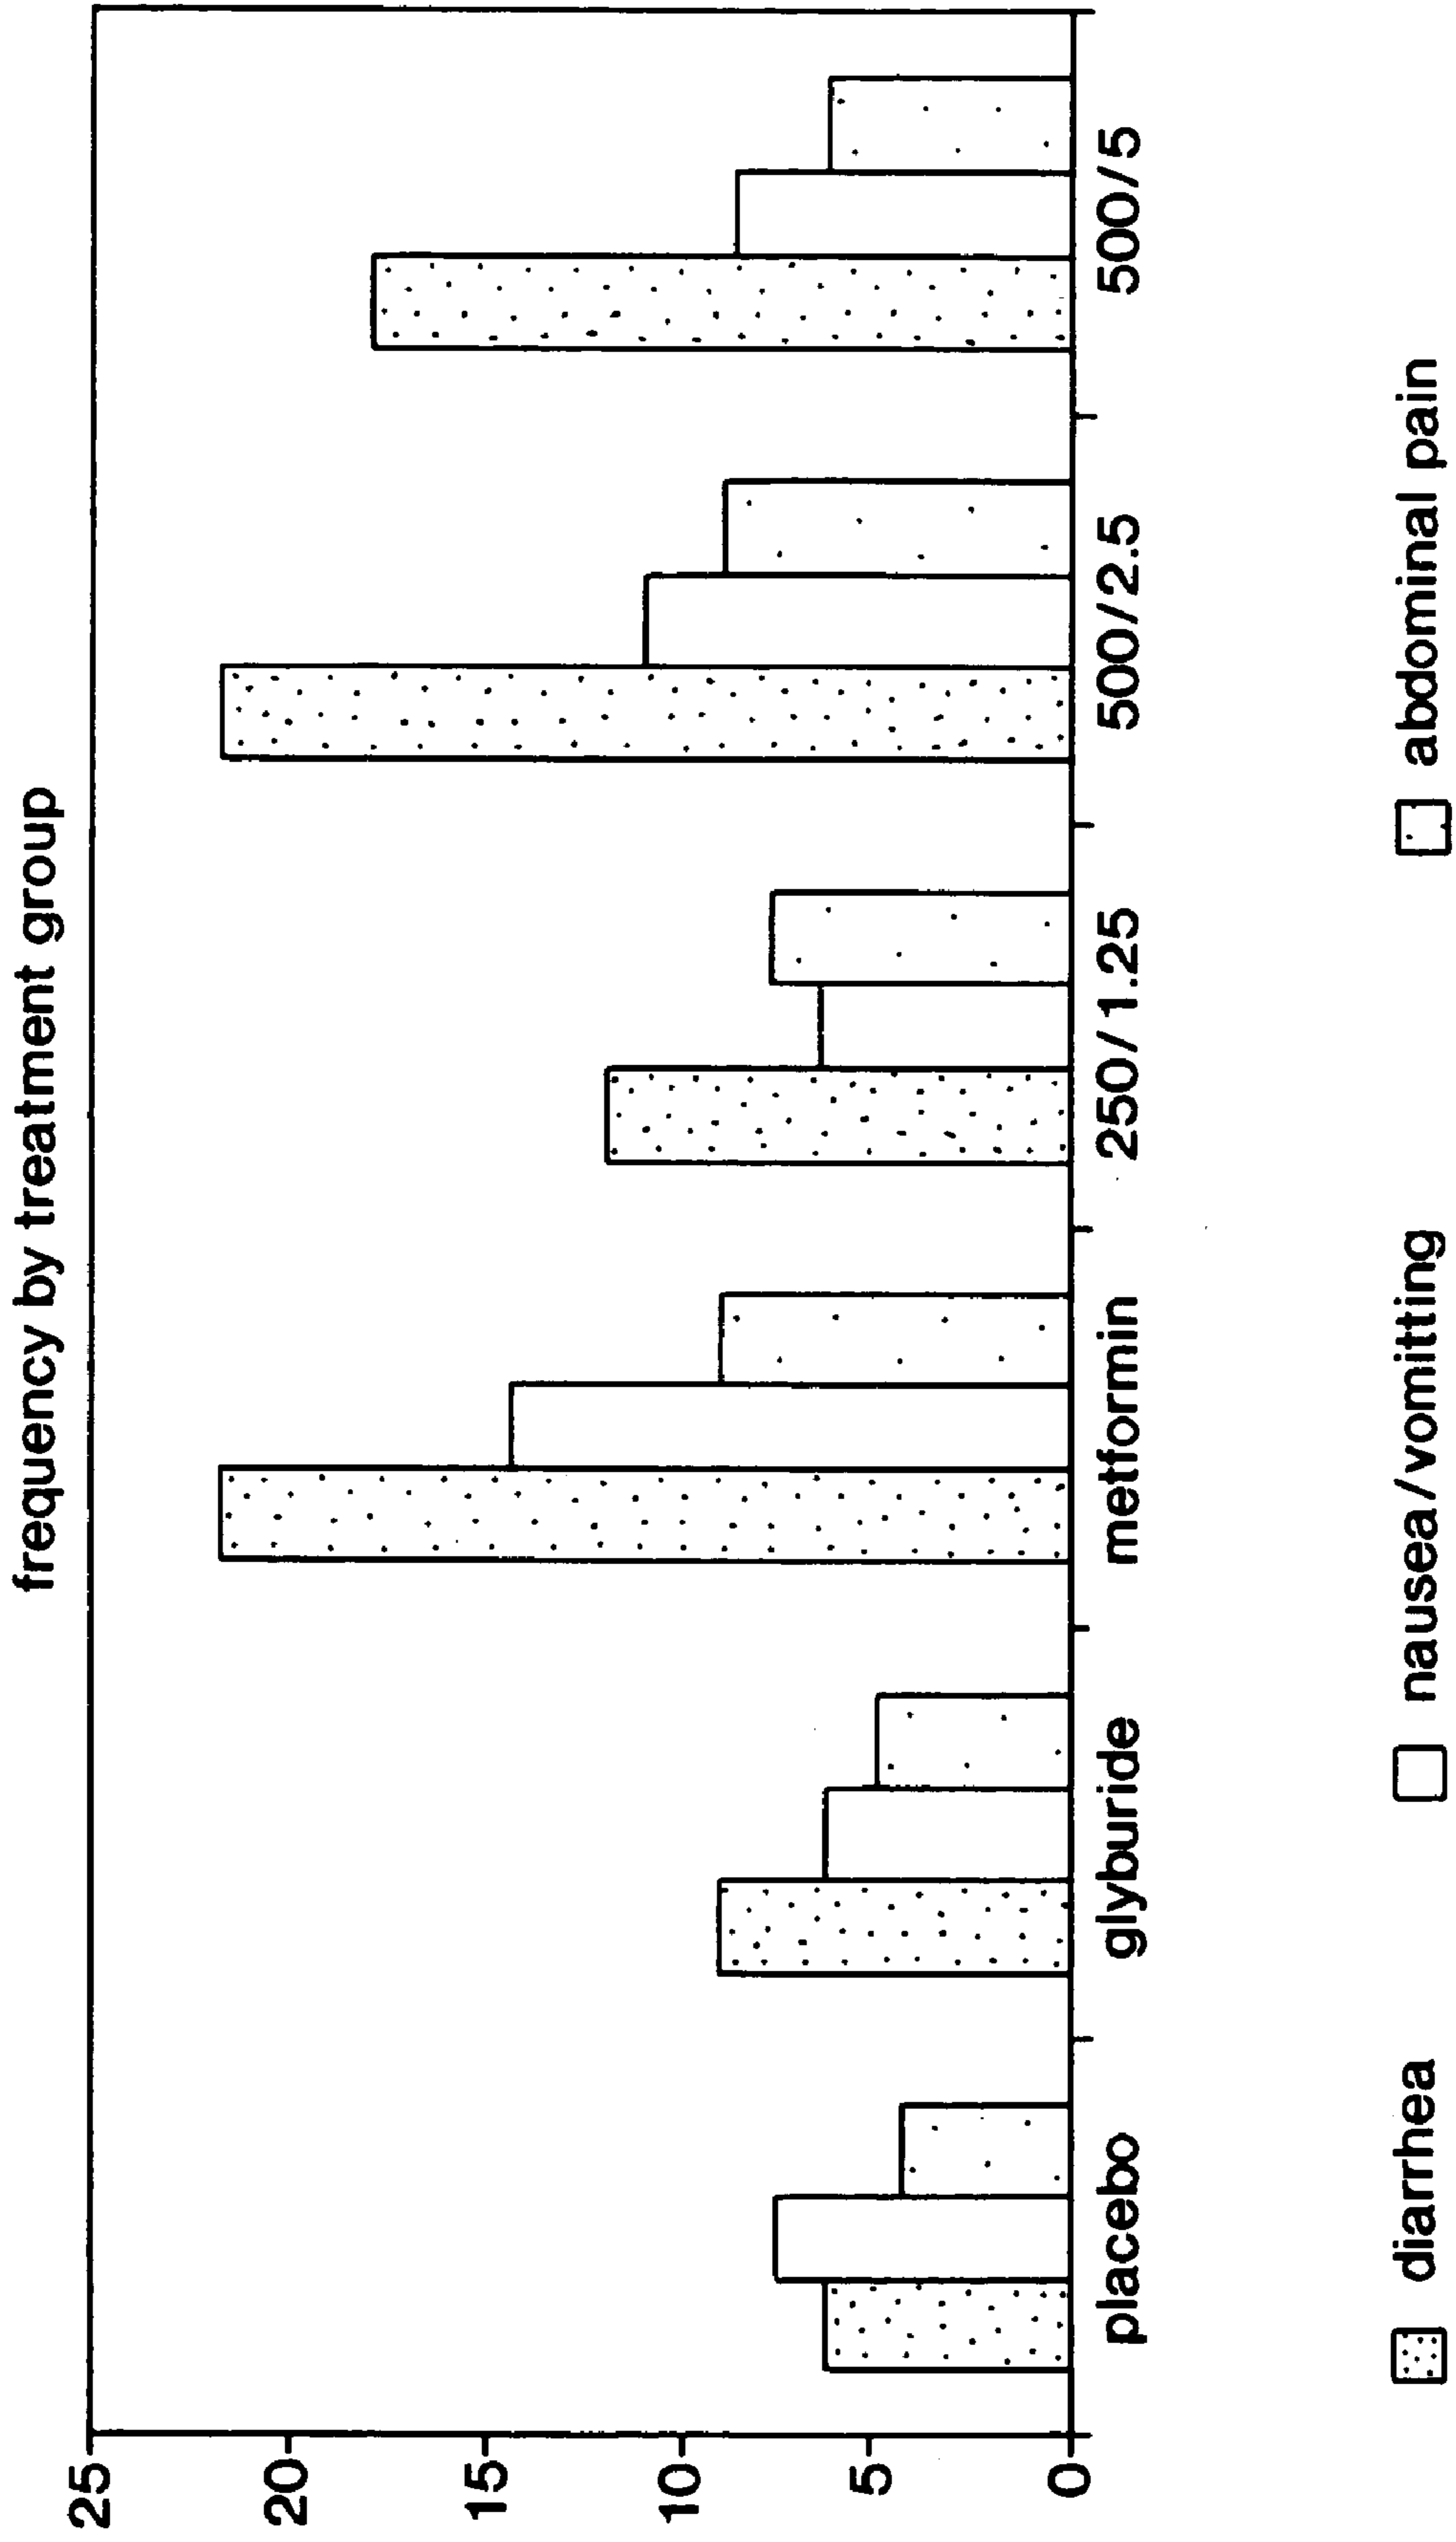 frequency by treatment group
25
20
15
10
5
0
placebo glyburide metformin 250/1.25 500/2.5 500/5
diarrhea nausea/vomitting abdominal pain